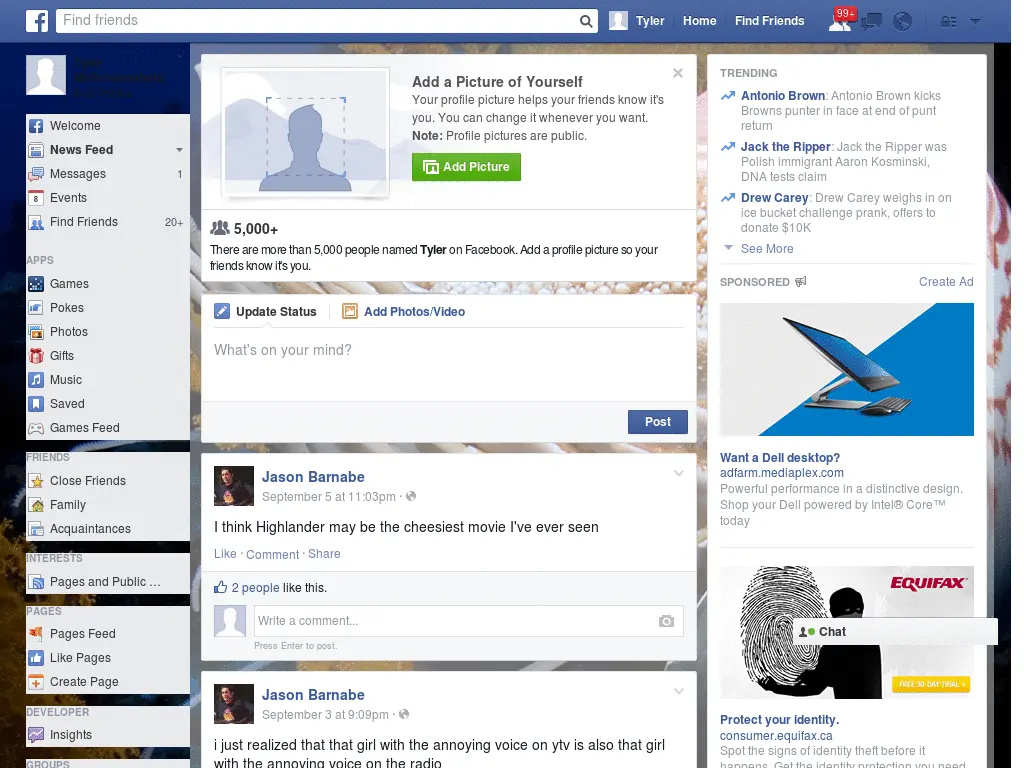 Find friends
Tyler
Home
Find Friends
99+
Welcome
News Feed
Messages
1
8
Events
Find Friends
20+
APPS
Games
Pokes
Photos
Gifts
Music
Saved
Games Feed
FRIENDS
Close Friends
Family
Acquaintances
INTERESTS
Pages and Public ...
PAGES
Pages Feed
Like Pages
Create Page
DEVELOPER
Insights
GROUPS
Add a Picture of Yourself
Your profile picture helps your friends know it's
you. You can change it whenever you want.
Note: Profile pictures are public.
Add Picture
5,000+
There are more than 5,000 people named Tyler on Facebook. Add a profile picture so your
friends know it's you.
Update Status
Add Photos/Video
What's on your mind?
Post
Jason Barnabe
September 5 at 11:03pm ·
I think Highlander may be the cheesiest movie I've ever seen
Like · Comment · Share
2 people like this.
Write a comment...
Press Enter to post.
Jason Barnabe
September 3 at 9:09pm ·
i just realized that that girl with the annoying voice on ytv is also that girl
with the annoying voice on the radio
TRENDING
Antonio Brown: Antonio Brown kicks
Browns punter in face at end of punt
return
Jack the Ripper: Jack the Ripper was
Polish immigrant Aaron Kosminski,
DNA tests claim
Drew Carey: Drew Carey weighs in on
ice bucket challenge prank, offers to
donate $10K
See More
SPONSORED
Create Ad
Want a Dell desktop?
adfarm.mediaplex.com
Powerful performance in a distinctive design.
Shop your Dell powered by Intel® Core™
today
EQUIFAX
Chat
FREE 30-DAY TRIAL
Protect your identity.
consumer.equifax.ca
Spot the signs of identity theft before it
happens. Get the identity protection you need